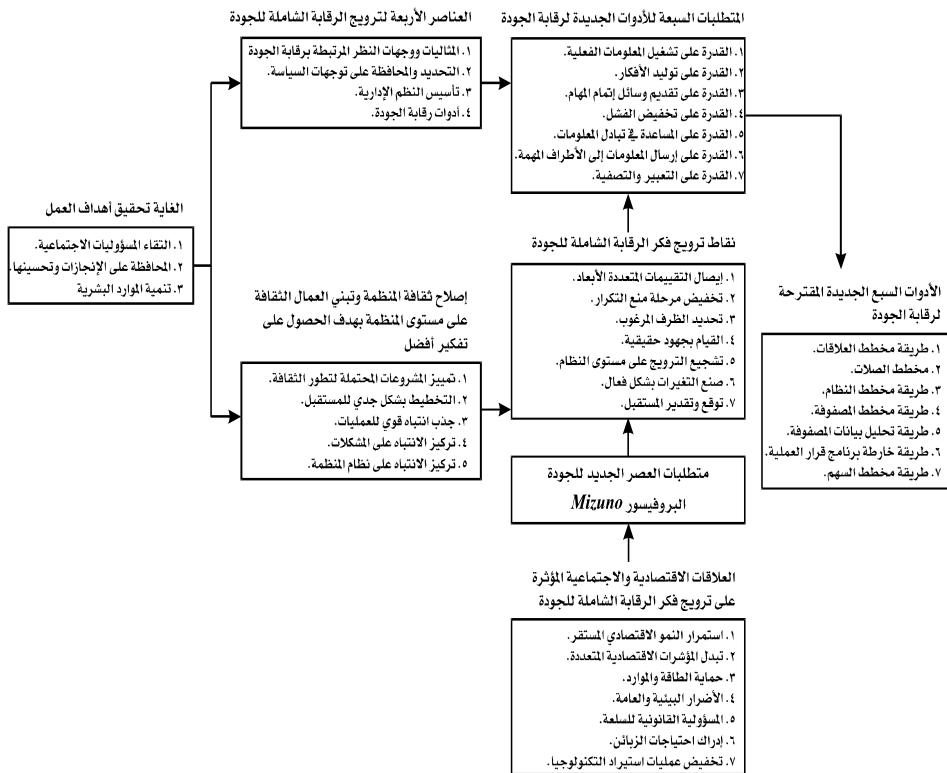 العناصر الأربعة لترويج الرقابة الشاملة للجودة
١. المثاليات ووجهات النظر المرتبطة برقابة الجودة
٢. التحديد والمحافظة على توجهات السياسة.
٣. تأسيس النظم الإدارية.
٤. أدوات رقابة الجودة.
المتطلبات السبعة للأدوات الجديدة لرقابة الجودة
١. القدرة على تشغيل المعلومات الفعلية.
٢. القدرة على توليد الأفكار.
٣. القدرة على تقديم وسائل إتمام المهام.
٤. القدرة على تخفيض الفشل.
٥. القدرة على المساعدة في تبادل المعلومات.
٦. القدرة على إرسال المعلومات إلى الأطراف المهمة.
٧. القدرة على التعبير والتصفية.
الغاية تحقيق أهداف العمل
١. التقاء المسؤوليات الاجتماعية.
٢. المحافظة على الإنجازات وتحسينها.
٣. تنمية الموارد البشرية
إصلاح ثقافة المنظمة وتبني العمال الثقافة
على مستوى المنظمة بهدف الحصول على
تفكير أفضل
١. تمييز المشروعات المحتملة لتطور الثقافة.
٢. التخطيط بشكل جدي للمستقبل.
٣. جذب انتباه قوي للعمليات.
٤. تركيز الانتباه على المشكلات.
٥. تركيز الانتباه على نظام المنظمة.
نقاط ترويج فكر الرقابة الشاملة للجودة
١. إيصال التقييمات المتعددة الأبعاد.
٢. تخفيض مرحلة منع التكرار.
٣. تحديد الظرف المرغوب.
٤. القيام بجهود حقيقية.
٥. تشجيع الترويج على مستوى النظام.
٦. صنع التغيرات بشكل فعال.
٧. توقع وتقدير المستقبل.
متطلبات العصر الجديد للجودة
البروفيسور Mizuno
العلاقات الاقتصادية والاجتماعية المؤثرة
على ترويج فكر الرقابة الشاملة للجودة
١. استمرار النمو الاقتصادي المستقر.
٢. تبدل المؤشرات الاقتصادية المتعددة.
٣. حماية الطاقة والموارد.
٤. الأضرار البيئية والعامة.
٥. المسؤولية القانونية للسلعة.
٦. إدراك احتياجات الزبائن.
٧. تخفيض عمليات استيراد التكنولوجيا.
الأدوات السبع الجديدة المقترحة
لرقابة الجودة
١. طريقة مخطط العلاقات.
٢. مخطط الصلات.
٣. طريقة مخطط النظام.
٤. طريقة مخطط المصفوفة.
٥. طريقة تحليل بيانات المصفوفة.
٦. طريقة خارطة برنامج قرار العملية.
٧. طريقة مخطط السهم.